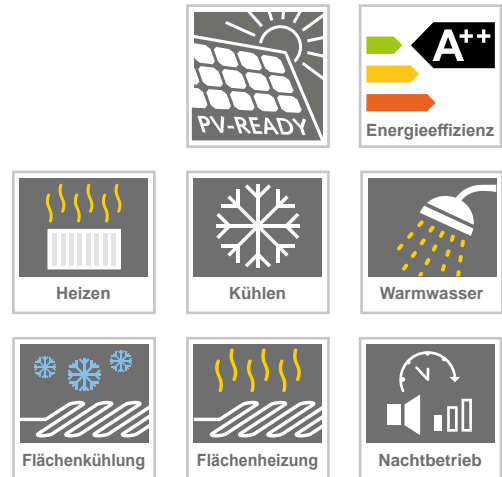 PV-READY
A++
Energieeffizienz
Heizen
Kühlen
Warmwasser
Flächenkühlung
Flächenheizung
Nachtbetrieb